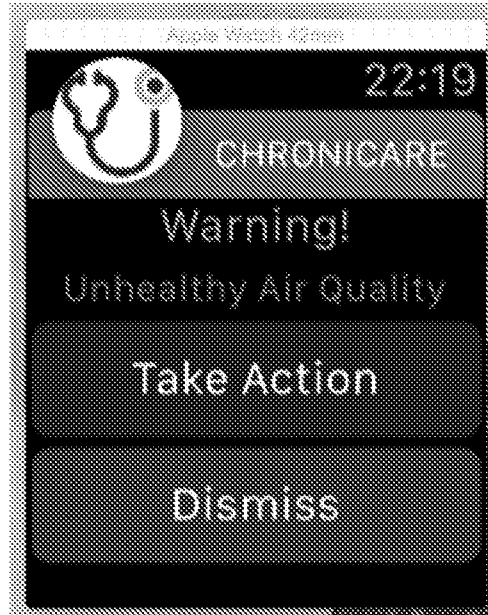 Apple Watch 42mm
22:19
CHRONICARE
Warning!
Unhealthy Air Quality
Take Action
Dismiss